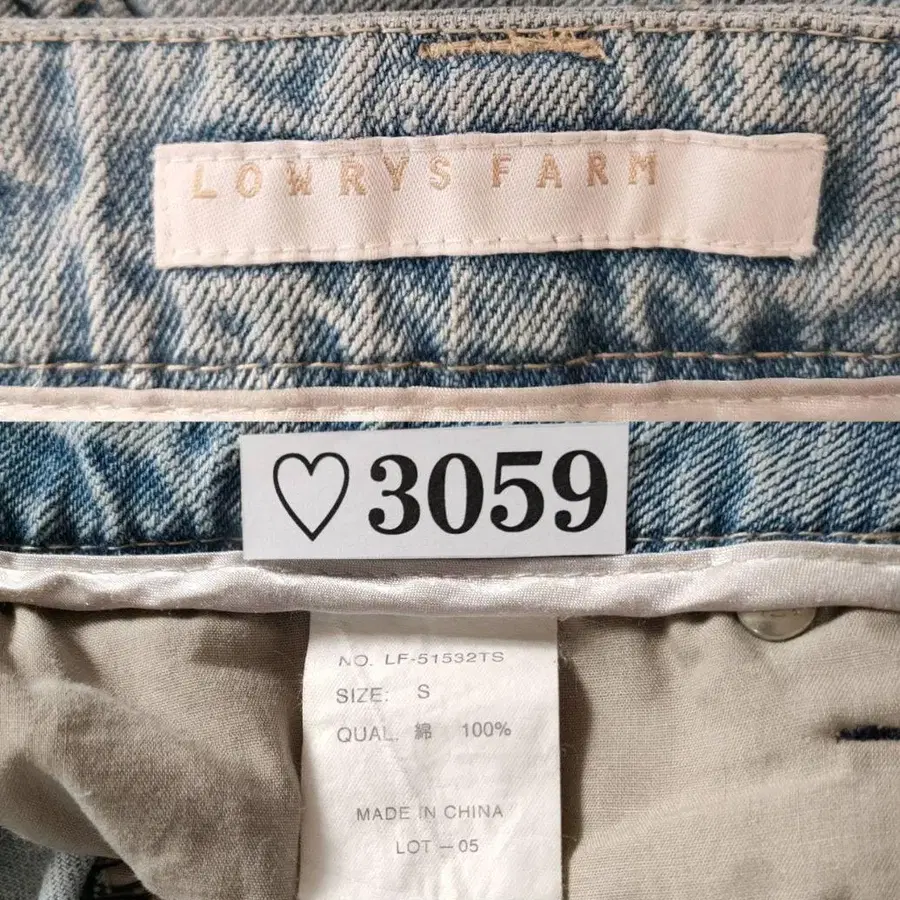 LOWRYS FARM
♡3059
NO. LF-51532TS
SIZE: S
QUAL. 綿 100%
MADE IN CHINA
LOT-05